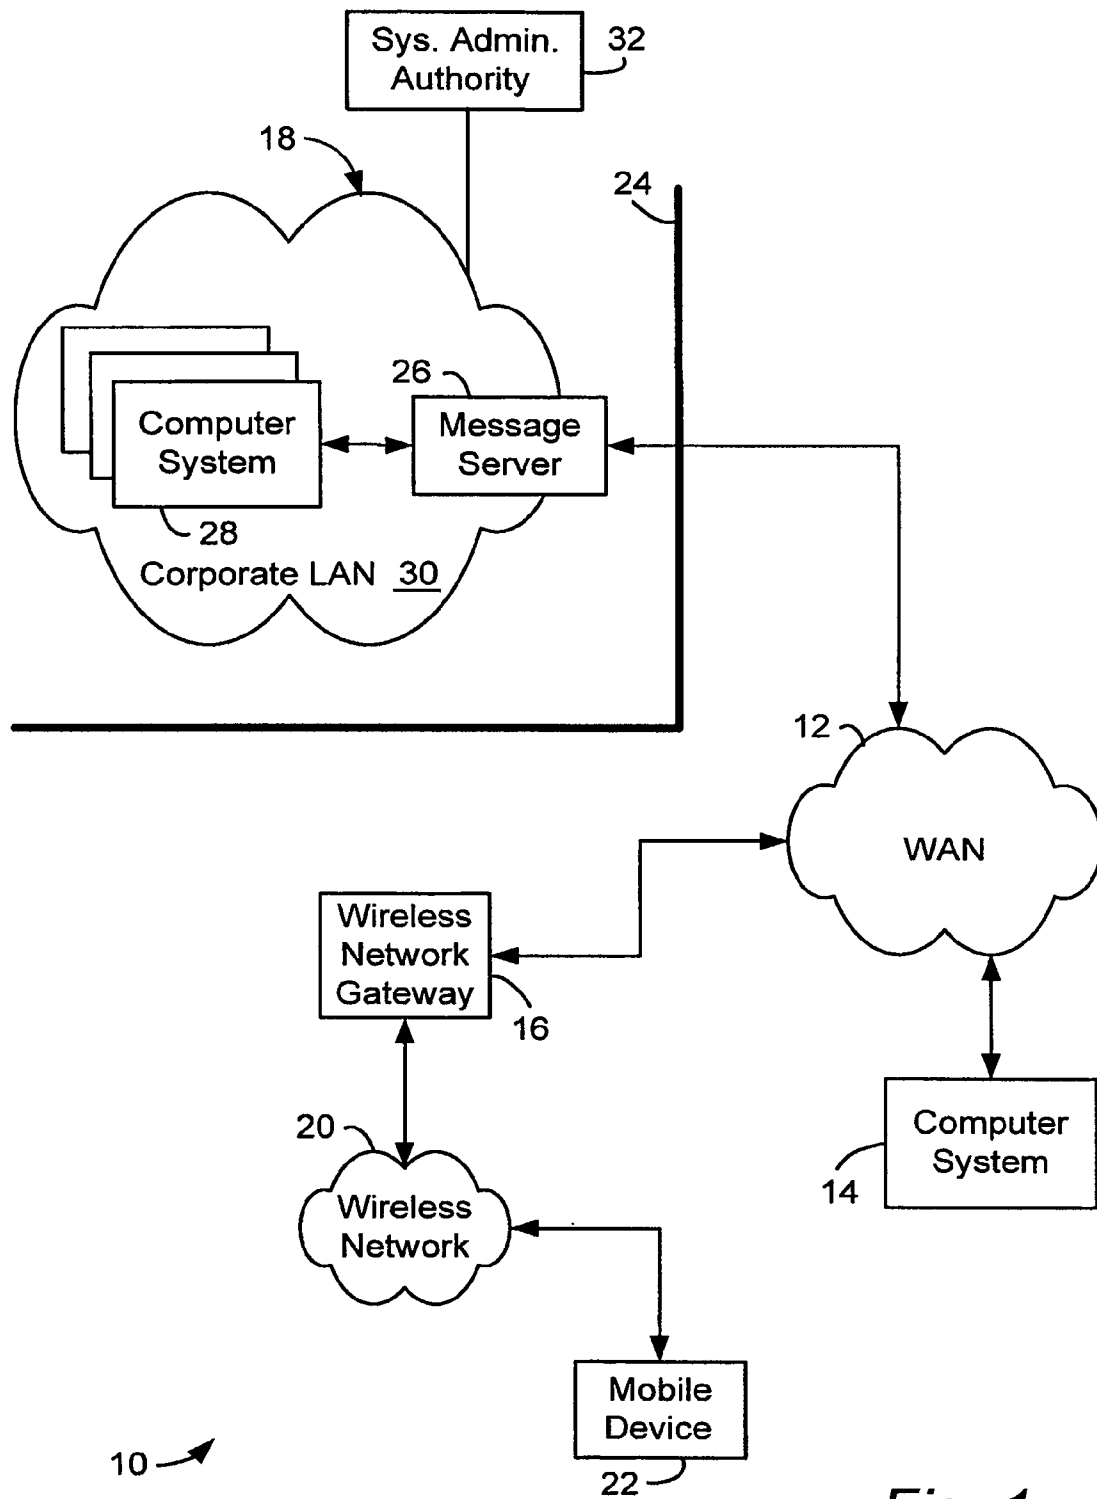 Sys. Admin.
Authority
32
18
24
26
Computer
System
Message
Server
28
Corporate LAN 30
12
WAN
Wireless
Network
Gateway
16
Computer
System
14
20
Wireless
Network
Mobile
Device
22
10